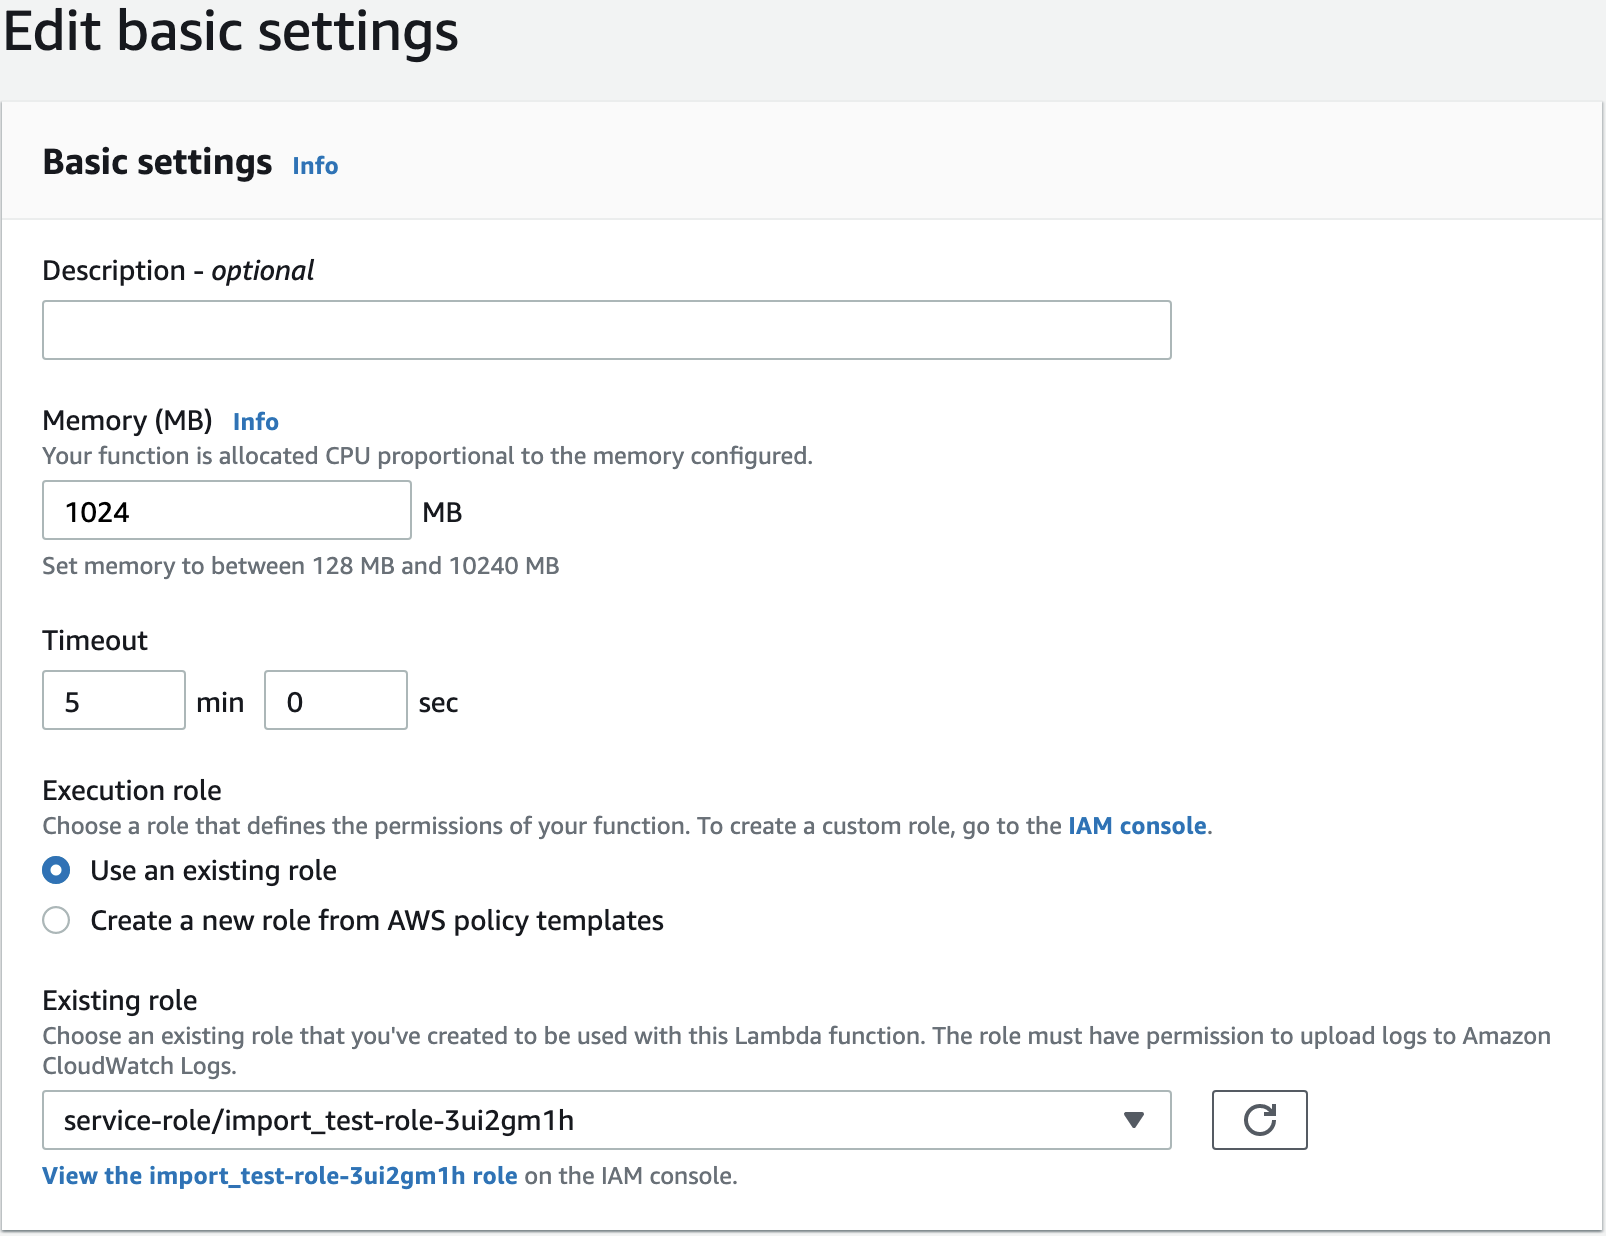 Edit basic settings
Basic settings Info
Description - optional
Memory (MB) Info
Your function is allocated CPU proportional to the memory configured.
1024 MB
Set memory to between 128 MB and 10240 MB
Timeout
5 min 0 sec
Execution role
Choose a role that defines the permissions of your function. To create a custom role, go to the IAM console.
Use an existing role
Create a new role from AWS policy templates
Existing role
Choose an existing role that you've created to be used with this Lambda function. The role must have permission to upload logs to Amazon
CloudWatch Logs.
service-role/import_test-role-3ui2gm1h
View the import_test-role-3ui2gm1h role on the IAM console.